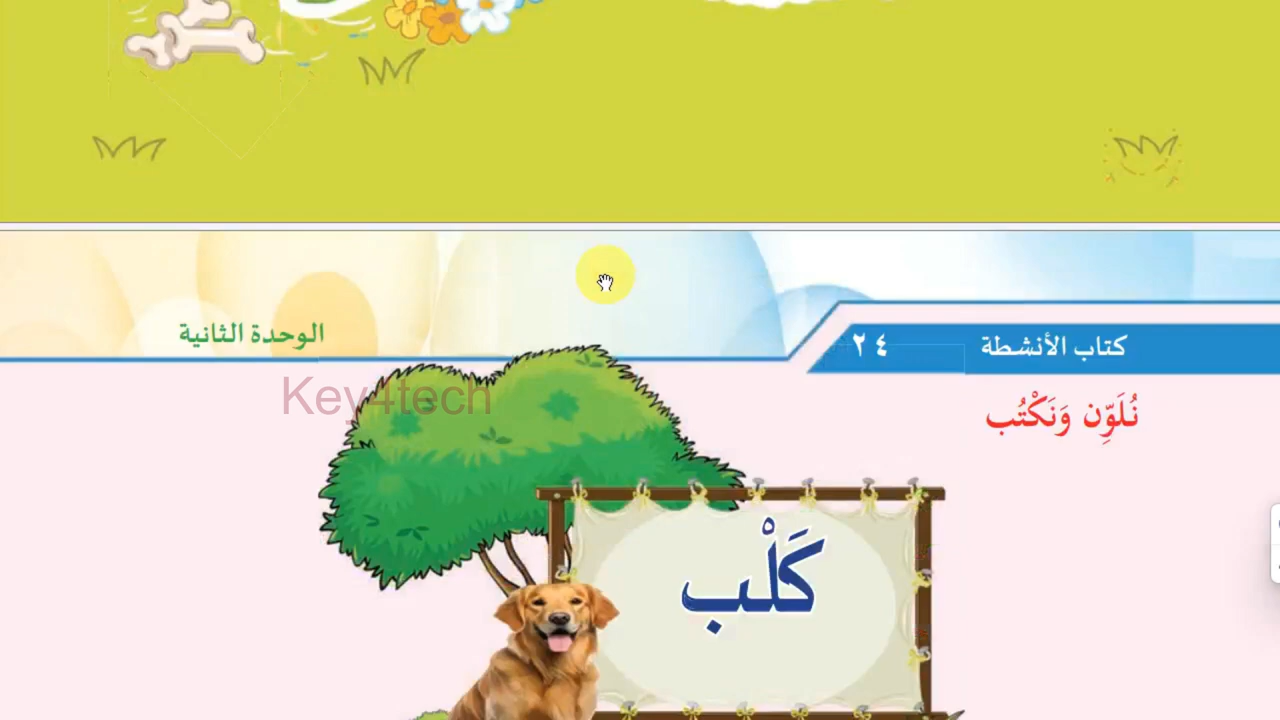 كتاب الأنشطة ٢٤ الوحدة الثانية
Key4tech
نُلَوِّن وَنَكْتُب
كَلْب